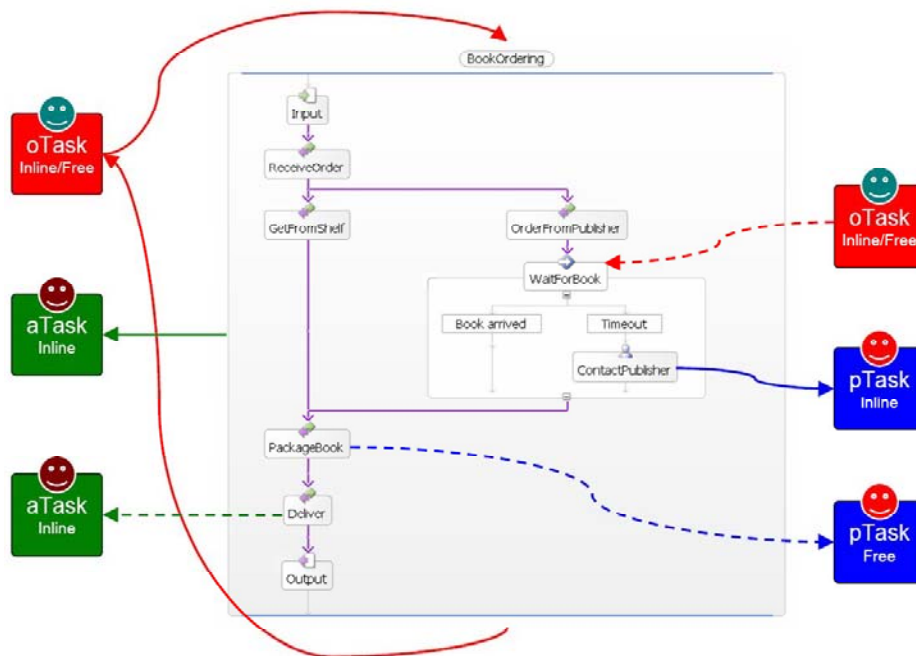 BookOrdering
Input
oTask
Inline/Free
ReceiveOrder
GetFromShelf
OrderFromPublisher
oTask
Inline/Free
WaitForBook
aTask
Inline
Book arrived
Timeout
ContactPublisher
pTask
Inline
PackageBook
aTask
Inline
Deliver
pTask
Free
Output